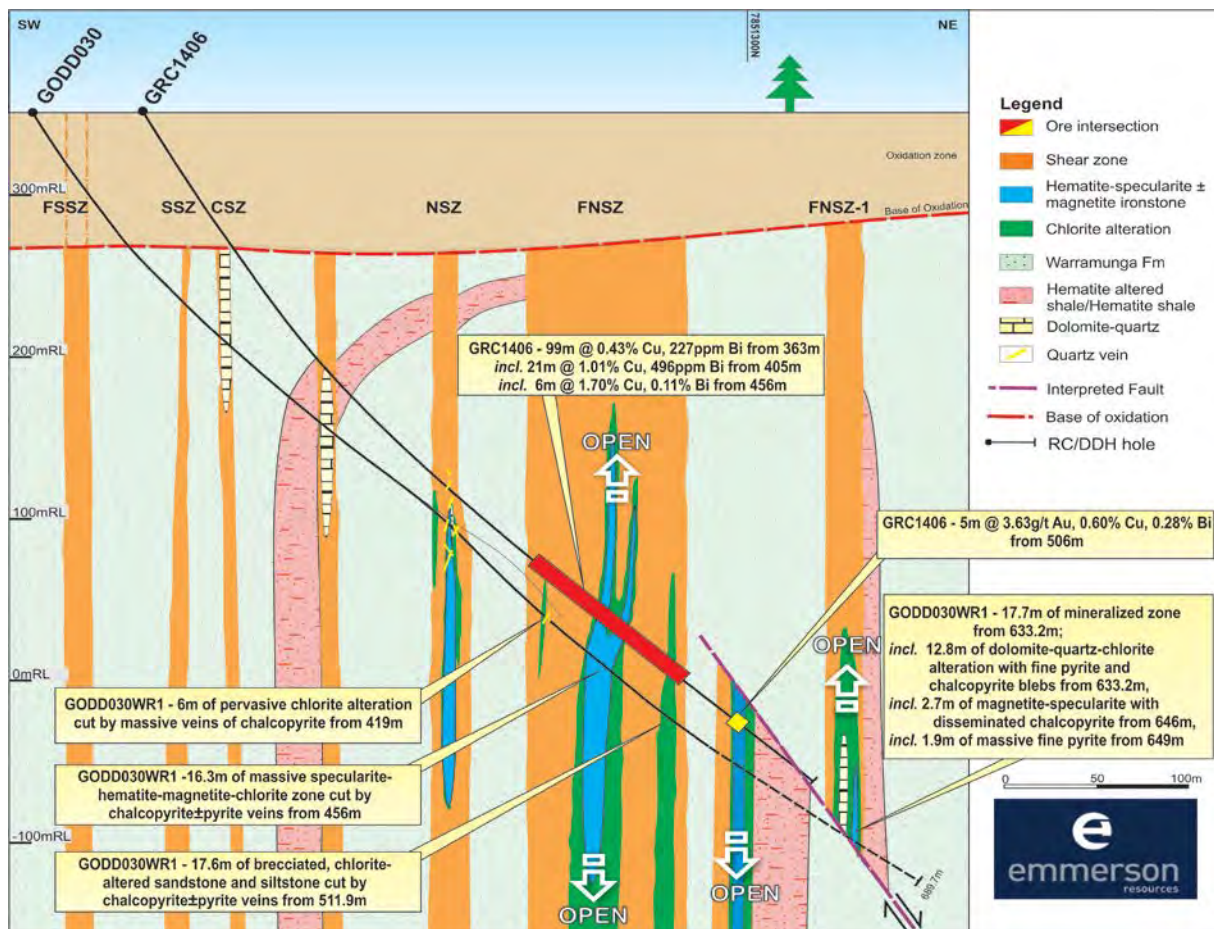 SW
NE
7851300N
GODD030
GRC1406
Oxidation zone
300mRL
FSSZ
SSZ
CSZ
NSZ
FNSZ
FNSZ-1
Base of Oxidation
200mRL
GRC1406 - 99m @ 0.43% Cu, 227ppm Bi from 363m
incl. 21m @ 1.01% Cu, 496ppm Bi from 405m
incl. 6m @ 1.70% Cu, 0.11% Bi from 456m
OPEN
100mRL
GRC1406 - 5m @ 3.63g/t Au, 0.60% Cu, 0.28% Bi
from 506m
OPEN
0mRL
GODD030WR1 - 6m of pervasive chlorite alteration
cut by massive veins of chalcopyrite from 419m
GODD030WR1 -16.3m of massive specularite-
hematite-magnetite-chlorite zone cut by
chalcopyrite±pyrite veins from 456m
-100mRL
GODD030WR1 - 17.6m of brecciated, chlorite-
altered sandstone and siltstone cut by
chalcopyrite±pyrite veins from 511.9m
OPEN
OPEN
689.7m
GODD030WR1 - 17.7m of mineralized zone
from 633.2m;
incl. 12.8m of dolomite-quartz-chlorite
alteration with fine pyrite and
chalcopyrite blebs from 633.2m,
incl. 2.7m of magnetite-specularite with
disseminated chalcopyrite from 646m,
incl. 1.9m of massive fine pyrite from 649m
Legend
Ore intersection
Shear zone
Hematite-specularite ±
magnetite ironstone
Chlorite alteration
Warramunga Fm
Hematite altered
shale/Hematite shale
Dolomite-quartz
Quartz vein
Interpreted Fault
Base of oxidation
RC/DDH hole
0 50 100m
e
emmerson
resources